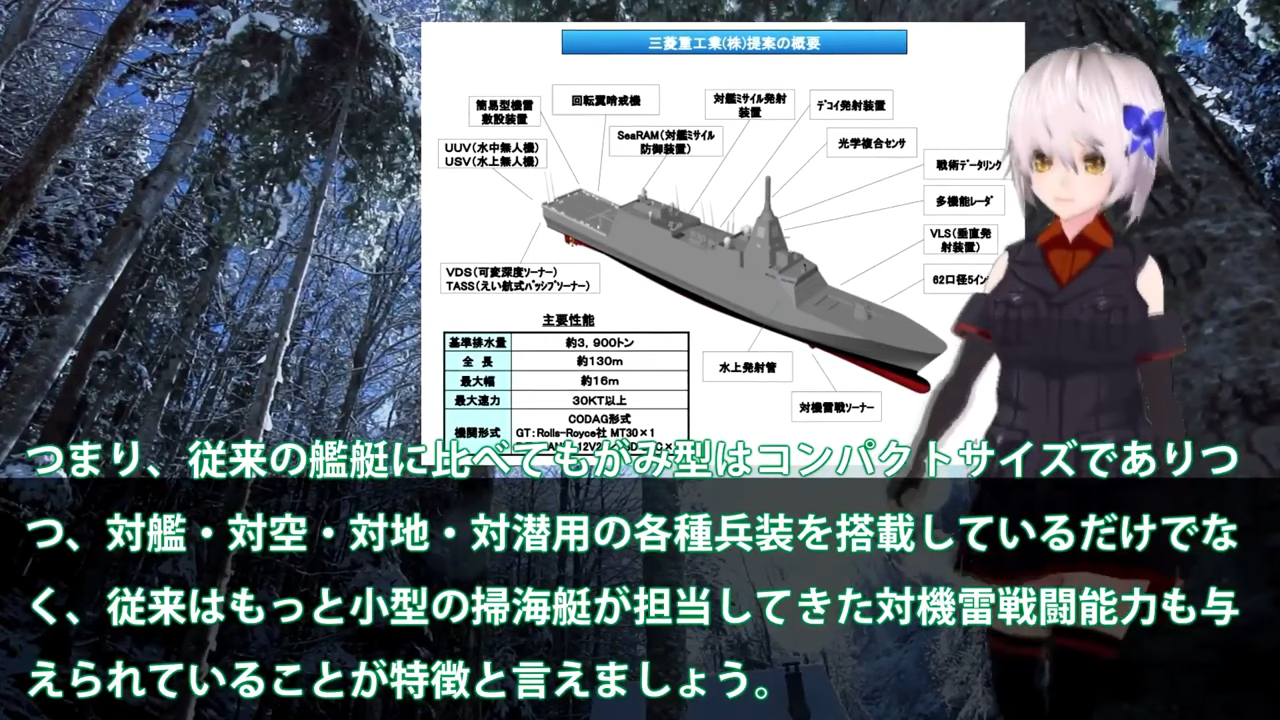 三菱重工業(株)提案の概要
簡易型機雷
敷設装置
回転翼哨戒機
対艦ミサイル発射
装置
デコイ発射装置
SeaRAM(対艦ミサイル
防御装置)
光学複合センサ
UUV(水中無人機)
USV(水上無人機)
戦術データリンク
多機能レーダ
VLS(垂直発
射装置)
62口径5イン
VDS(可変深度ソーナー)
TASS(えい航式パッシブソーナー)
水上発射管
対機雷戦ソーナー
主要性能
基準排水量 約3,900トン
全 長 約130m
最大幅 約16m
最大速力 30KT以上
機関形式 CODAG形式
GT:Rolls-Royce社 MT30×1
つまり、従来の艦艇に比べてもがみ型はコンパクトサイズでありつ
つ、対艦・対空・対地・対潜用の各種兵装を搭載しているだけでな
く、従来はもっと小型の掃海艇が担当してきた対機雷戦闘能力も与
えられていることが特徴と言えましょう。